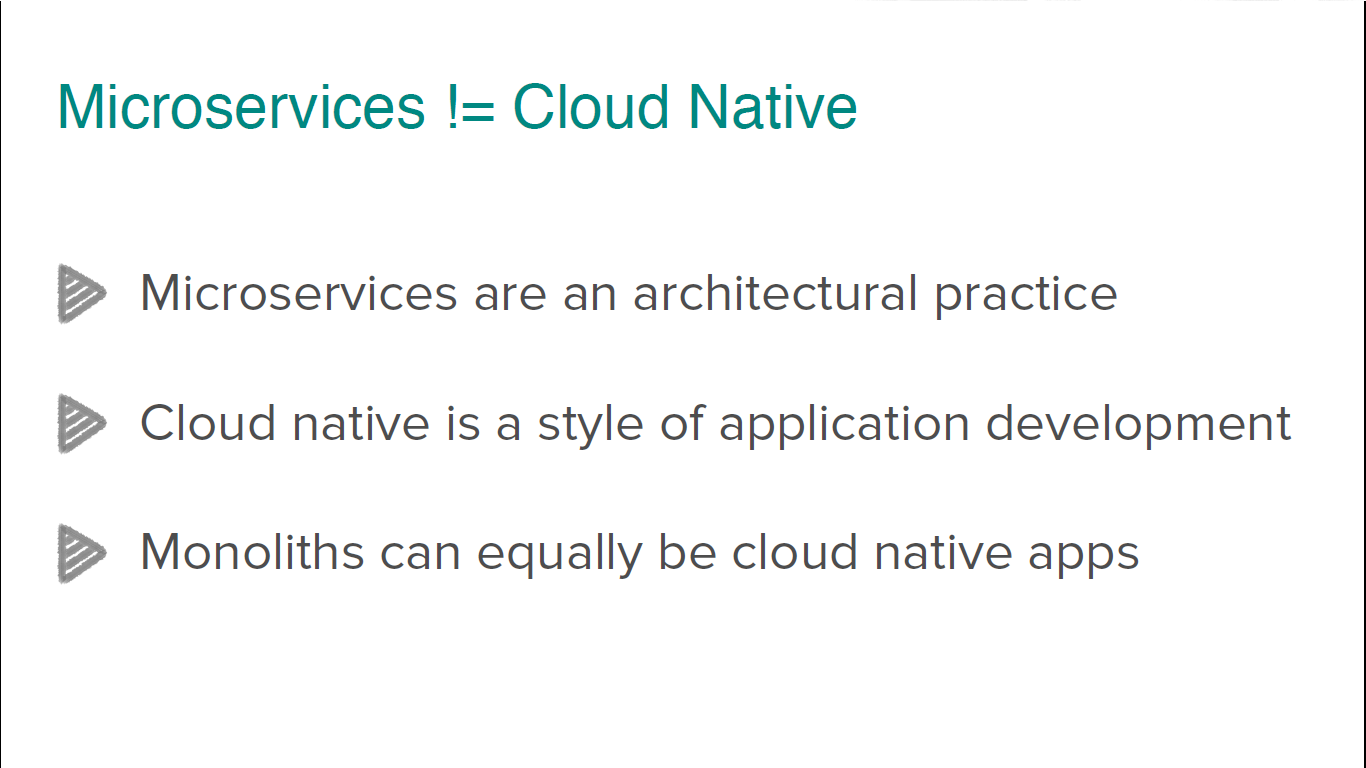 Microservices != Cloud Native
Microservices are an architectural practice
Cloud native is a style of application development
Monoliths can equally be cloud native apps